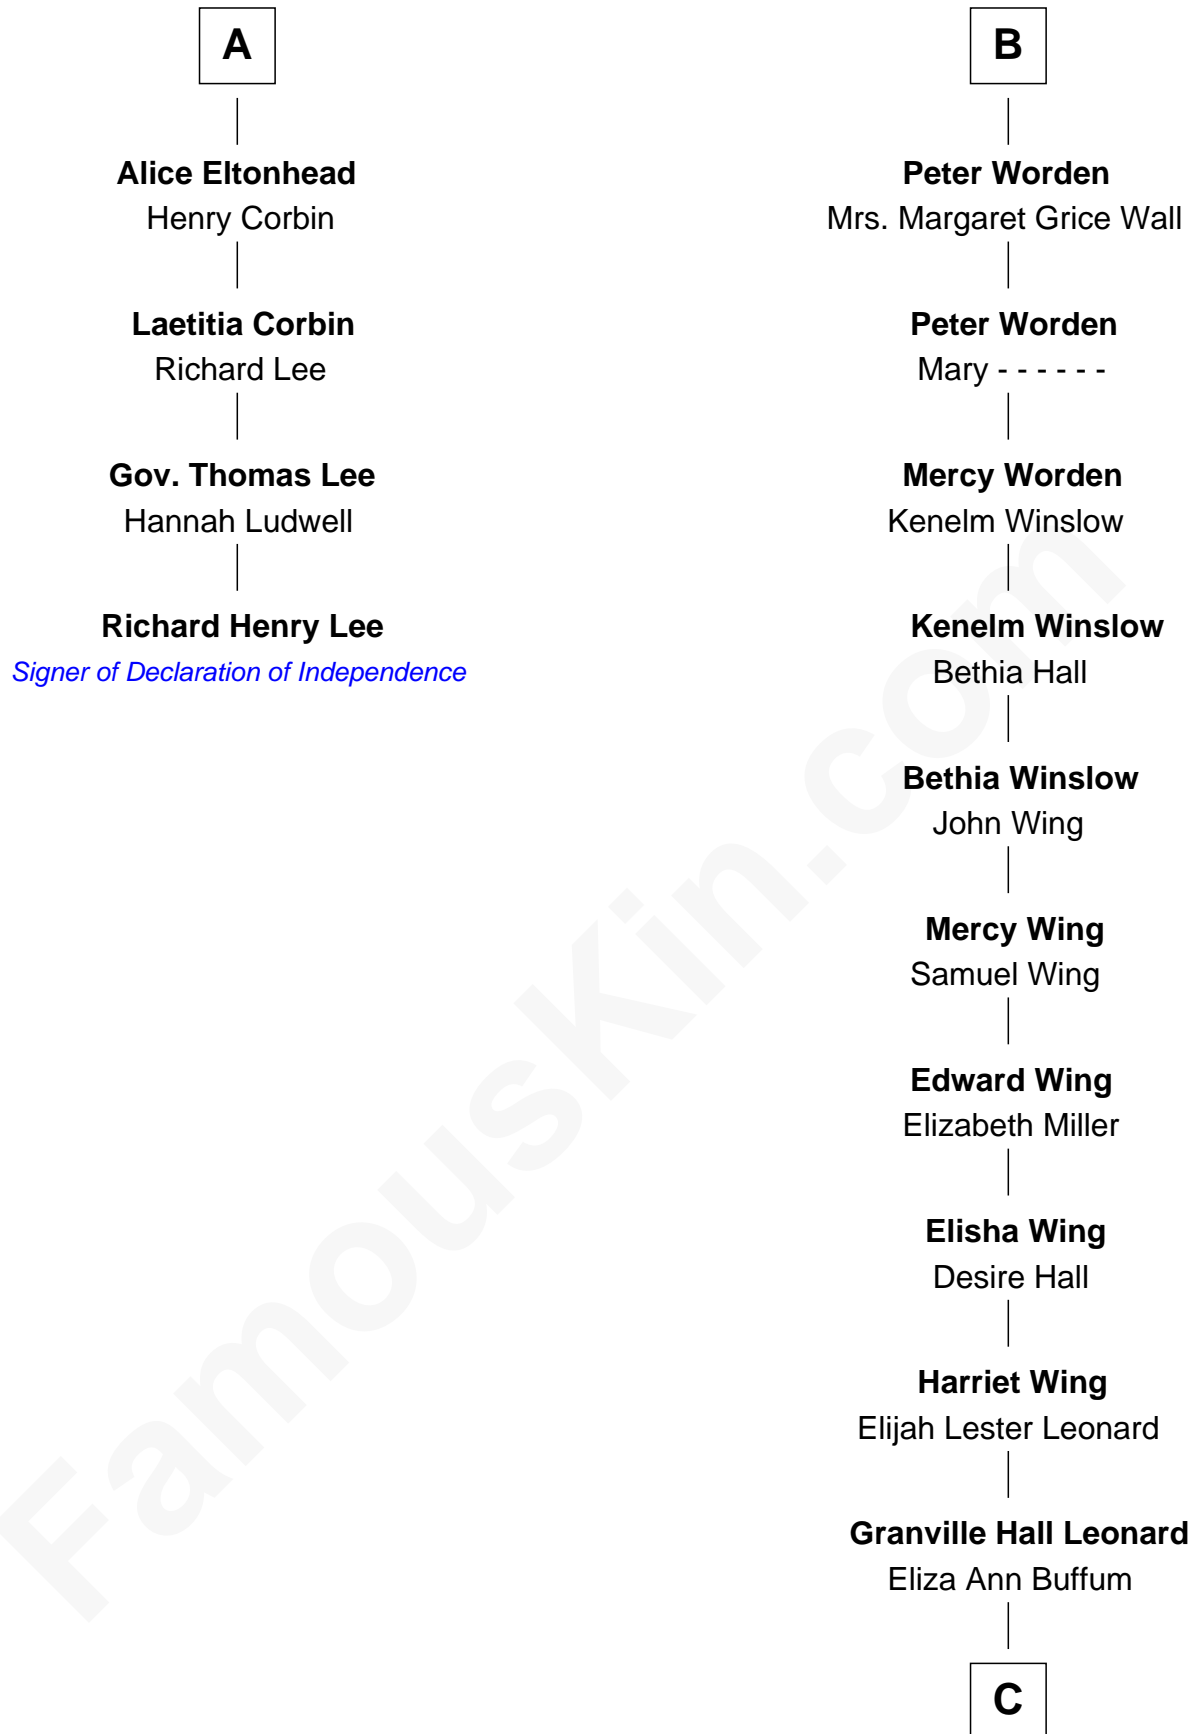 A
Alice Eltonhead
Henry Corbin
Laetitia Corbin
Richard Lee
Gov. Thomas Lee
Hannah Ludwell
Richard Henry Lee
Signer of Declaration of Independence
B
Peter Worden
Mrs. Margaret Grice Wall
Peter Worden
Mary - - - - - -
Mercy Worden
Kenelm Winslow
Kenelm Winslow
Bethia Hall
Bethia Winslow
John Wing
Mercy Wing
Samuel Wing
Edward Wing
Elizabeth Miller
Elisha Wing
Desire Hall
Harriet Wing
Elijah Lester Leonard
Granville Hall Leonard
Eliza Ann Buffum
C
FamousKin.com